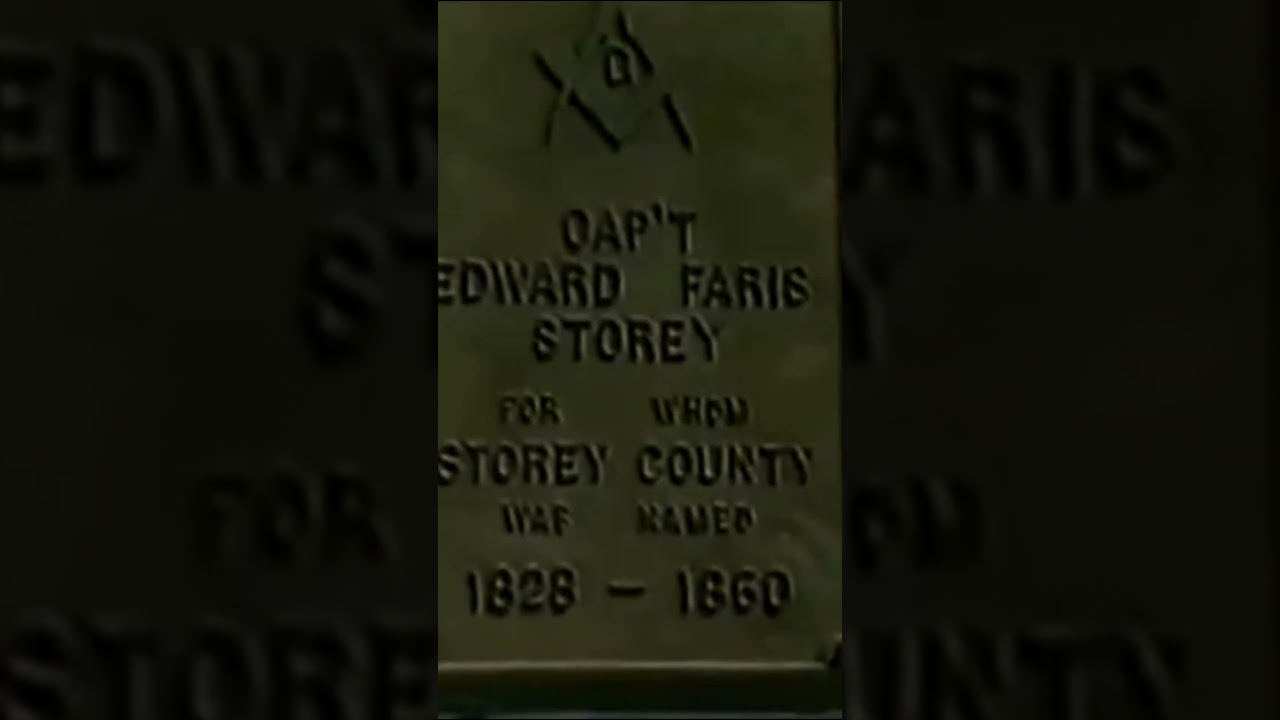 G
CAP'T
EDWARD FARIS
STOREY
FOR WHOM
STOREY COUNTY
WAS NAMED
1828 – 1860